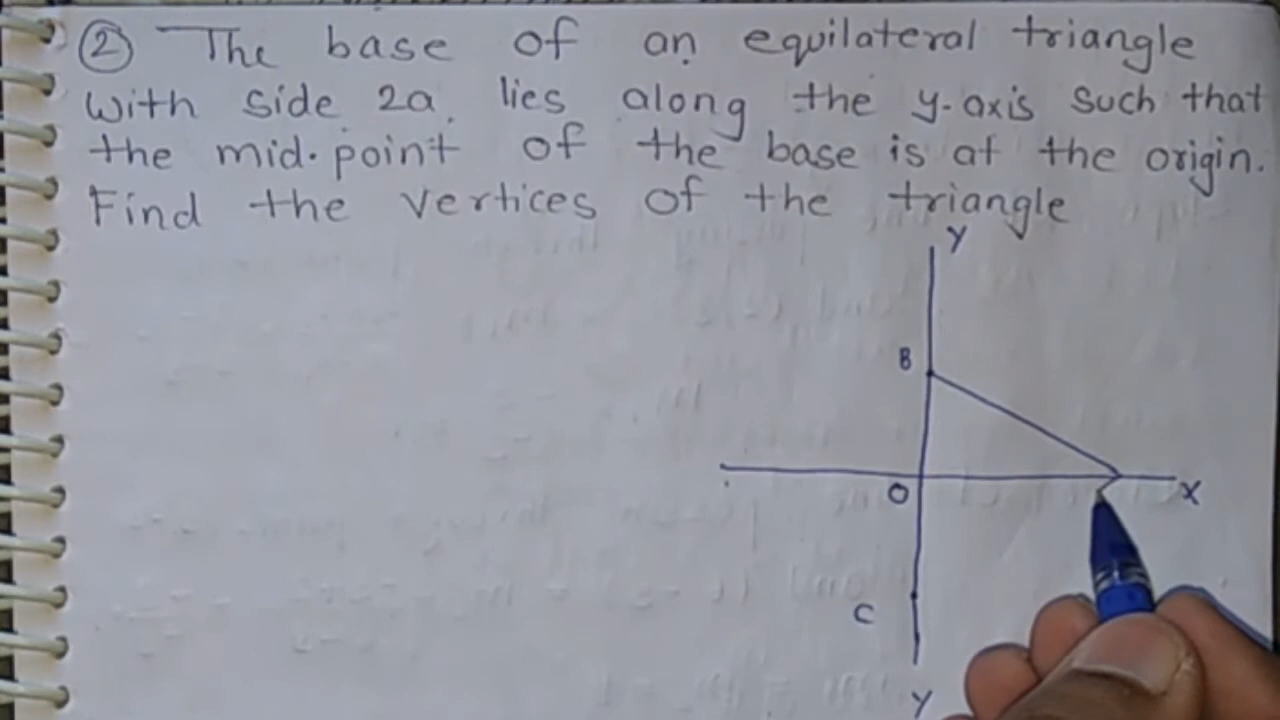 ② The base of an equilateral triangle
with side 2a lies along the y-axis such that
the mid-point of the base is at the origin.
Find the vertices of the triangle
Y
B
O
X
C
Y